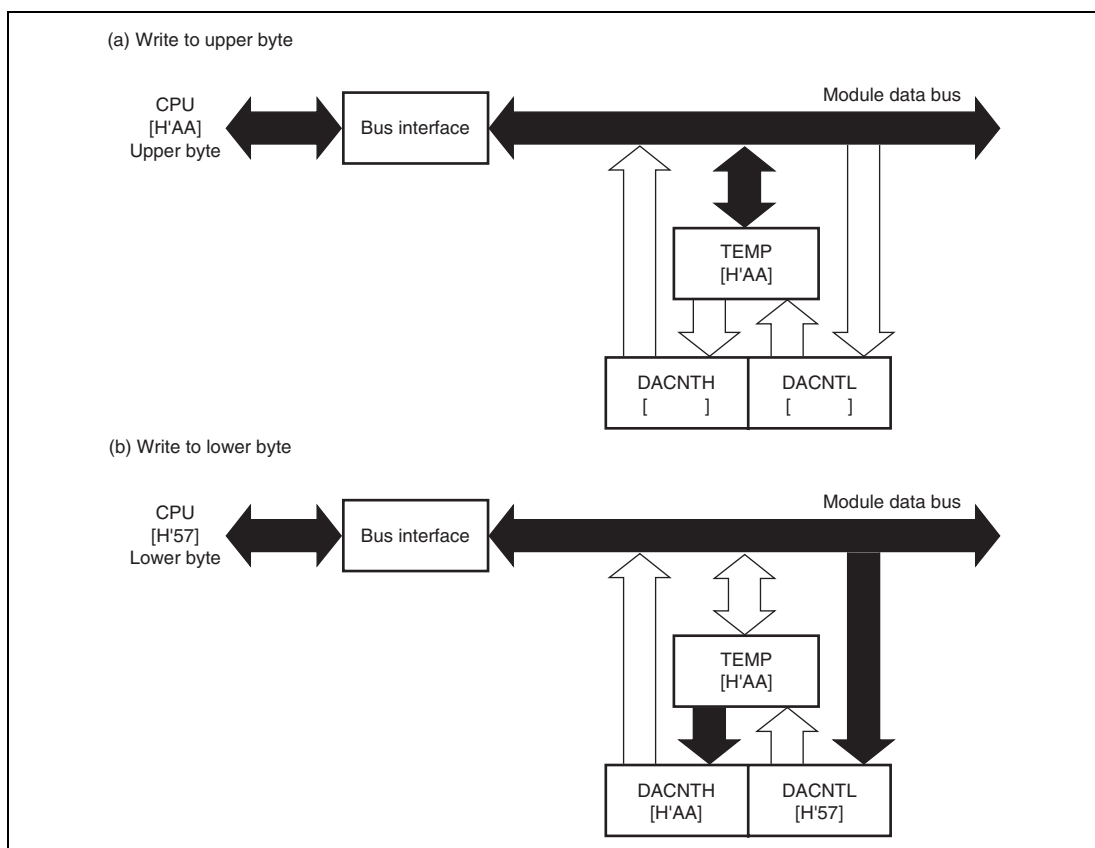 (a) Write to upper byte
CPU
[H'AA]
Upper byte
Bus interface
Module data bus
TEMP
[H'AA]
DACNTH
[ ]
DACNTL
[ ]
(b) Write to lower byte
CPU
[H'57]
Lower byte
Bus interface
Module data bus
TEMP
[H'AA]
DACNTH
[H'AA]
DACNTL
[H'57]